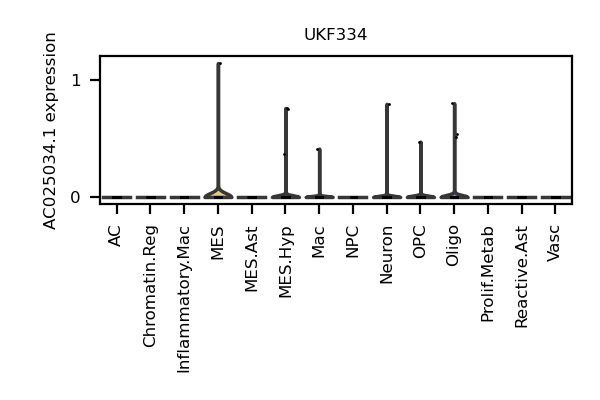 UKF334
AC025034.1 expression
1
0
AC
Chromatin.Reg
Inflammatory.Mac
MES
MES.Ast
MES.Hyp
Mac
NPC
Neuron
OPC
Oligo
Prolif.Metab
Reactive.Ast
Vasc